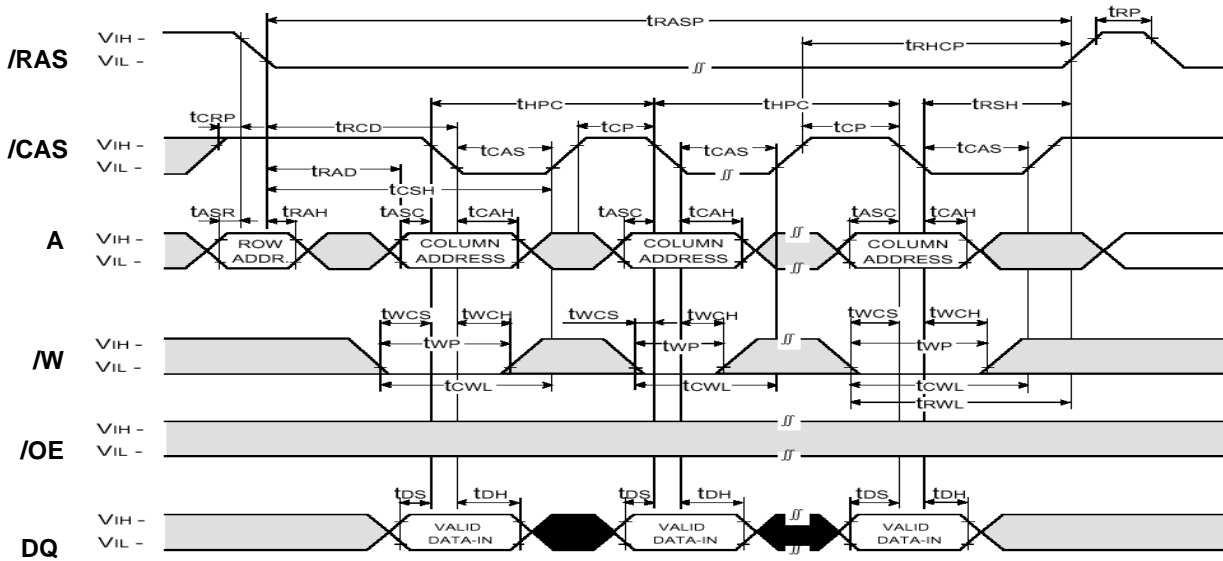 tRASP
tRP
tRHCP
/RAS
VIH -
VIL -
tHPC
tHPC
tRSH
tCRP
tRCD
tCP
tCP
/CAS
VIH -
VIL -
tCAS
tCAS
tCAS
tRAD
tCSH
tASR
tRAH
tASC
tCAH
tASC
tCAH
tASC
tCAH
A
VIH -
VIL -
ROW
ADDR.
COLUMN
ADDRESS
COLUMN
ADDRESS
COLUMN
ADDRESS
tWCS
tWCH
tWCS
tWCH
tWCS
tWCH
/W
VIH -
VIL -
tWP
tWP
tWP
tCWL
tCWL
tCWL
tRWL
/OE
VIH -
VIL -
tDS
tDH
tDS
tDH
tDS
tDH
DQ
VIH -
VIL -
VALID
DATA-IN
VALID
DATA-IN
VALID
DATA-IN